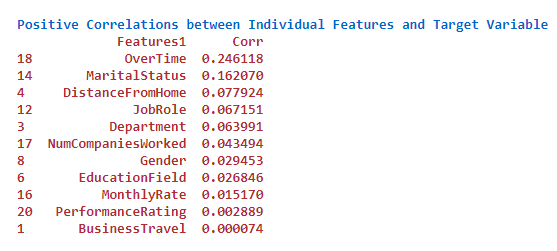 Positive Correlations between Individual Features and Target Variable
Features1 Corr
18 OverTime 0.246118
14 MaritalStatus 0.162070
4 DistanceFromHome 0.077924
12 JobRole 0.067151
3 Department 0.063991
17 NumCompaniesWorked 0.043494
8 Gender 0.029453
6 EducationField 0.026846
16 MonthlyRate 0.015170
20 PerformanceRating 0.002889
1 BusinessTravel 0.000074